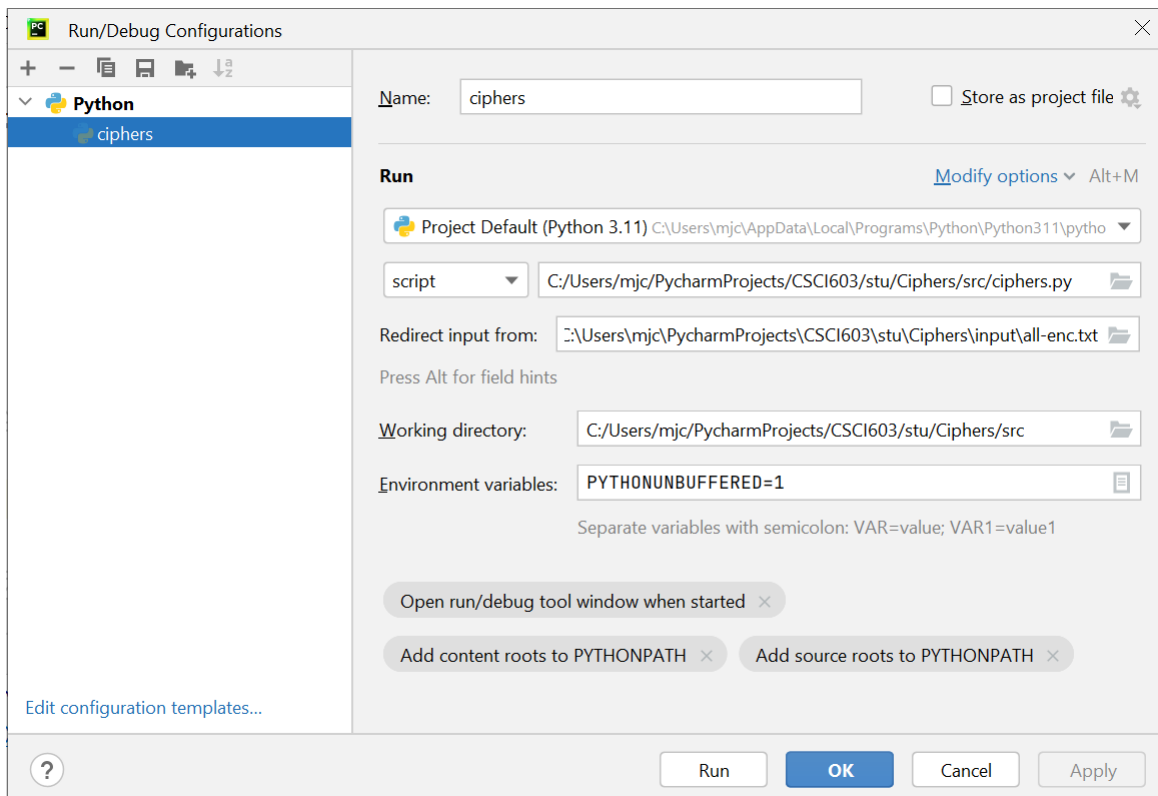 PC
Run/Debug Configurations
Python
ciphers
Edit configuration templates...
Name: ciphers
Store as project file
Run
Modify options Alt+M
Project Default (Python 3.11) C:\Users\mjc\AppData\Local\Programs\Python\Python311\pytho
script C:/Users/mjc/PycharmProjects/CSCI603/stu/Ciphers/src/ciphers.py
Redirect input from: :\Users\mjc\PycharmProjects\CSCI603\stu\Ciphers\input\all-enc.txt
Press Alt for field hints
Working directory: C:/Users/mjc/PycharmProjects/CSCI603/stu/Ciphers/src
Environment variables: PYTHONUNBUFFERED=1
Separate variables with semicolon: VAR=value; VAR1=value1
Open run/debug tool window when started ×
Add content roots to PYTHONPATH × Add source roots to PYTHONPATH ×
? Run OK Cancel Apply